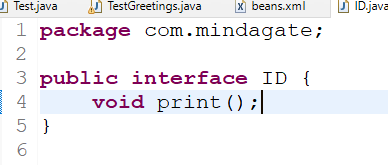 Test.java TestGreetings.java beans.xml ID.java
1 package com.mindagate;
2
3 public interface ID {
4 void print();
5 }
6